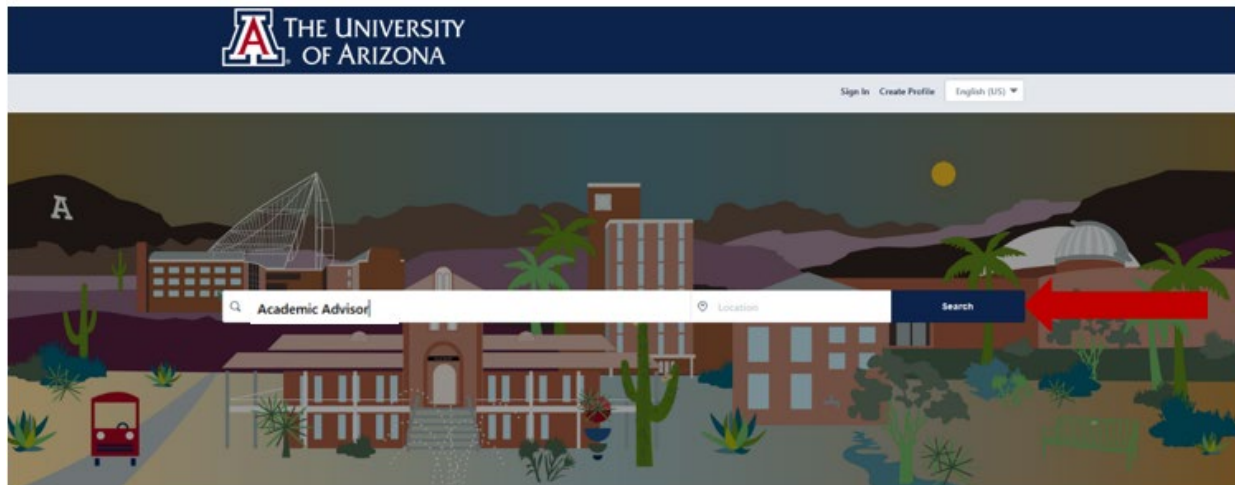 THE UNIVERSITY
OF ARIZONA
Sign In Create Profile English (US)
A
Academic Advisor Location Search